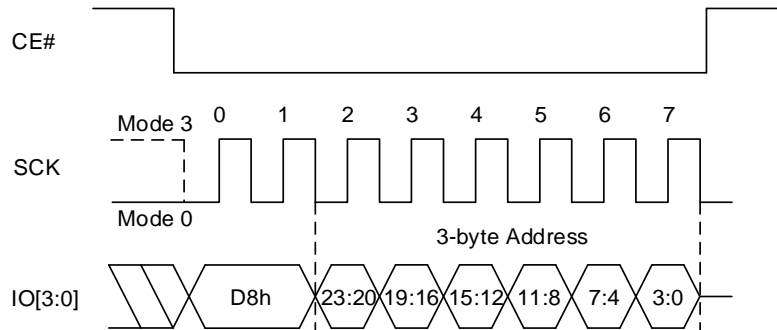 CE#
0 1 2 3 4 5 6 7
Mode 3
SCK
Mode 0
3-byte Address
IO[3:0]
D8h 23:20 19:16 15:12 11:8 7:4 3:0